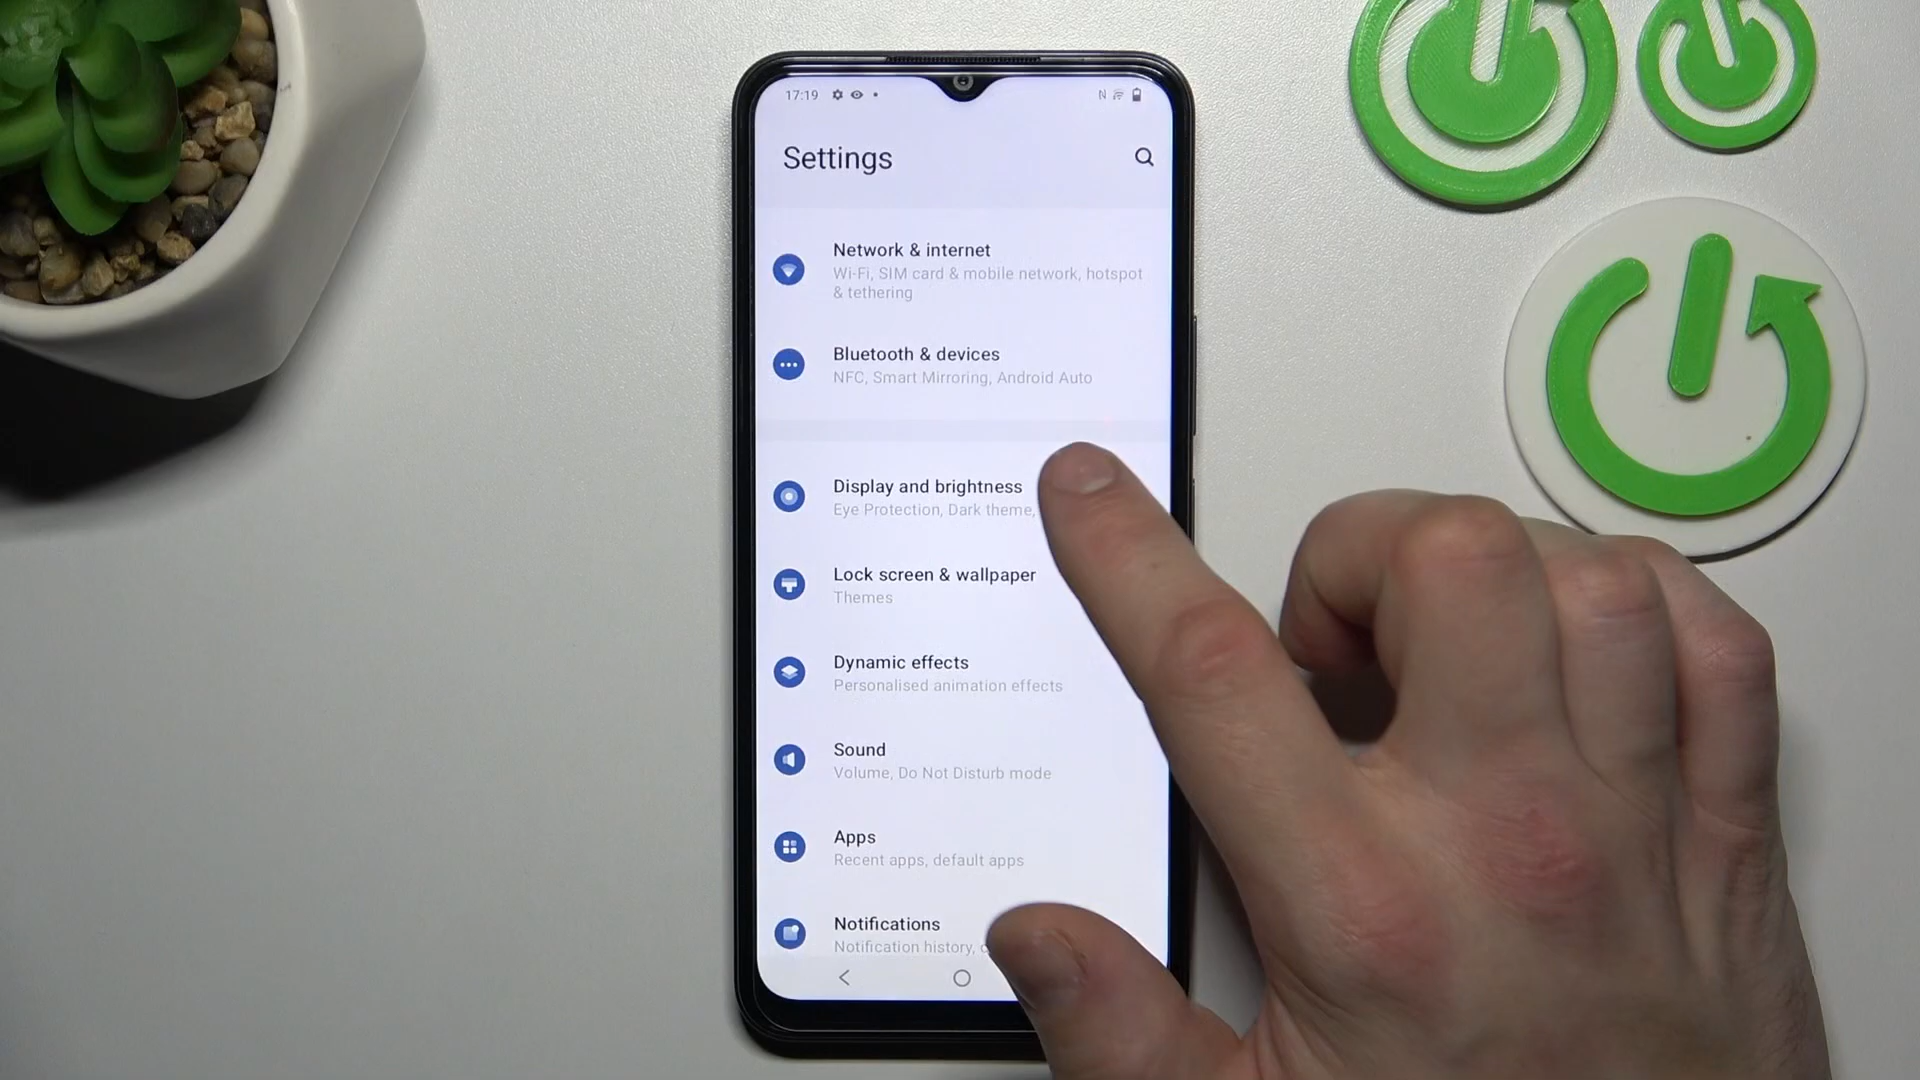 17:19
Settings
Network & internet
Wi-Fi, SIM card & mobile network, hotspot
& tethering
Bluetooth & devices
NFC, Smart Mirroring, Android Auto
Display and brightness
Eye Protection, Dark theme,
Lock screen & wallpaper
Themes
Dynamic effects
Personalised animation effects
Sound
Volume, Do Not Disturb mode
Apps
Recent apps, default apps
Notifications
Notification history,